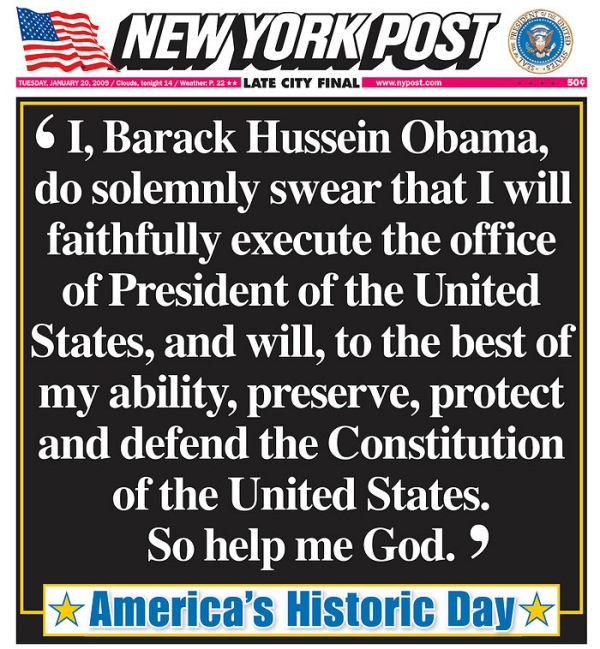 NEW YORK POST
TUESDAY, JANUARY 20, 2009 / Clouds, tonight 14 / Weather: P. 22 ★★ LATE CITY FINAL www.nypost.com 50¢
‘I, Barack Hussein Obama,
do solemnly swear that I will
faithfully execute the office
of President of the United
States, and will, to the best of
my ability, preserve, protect
and defend the Constitution
of the United States.
So help me God.’
★ America's Historic Day ★